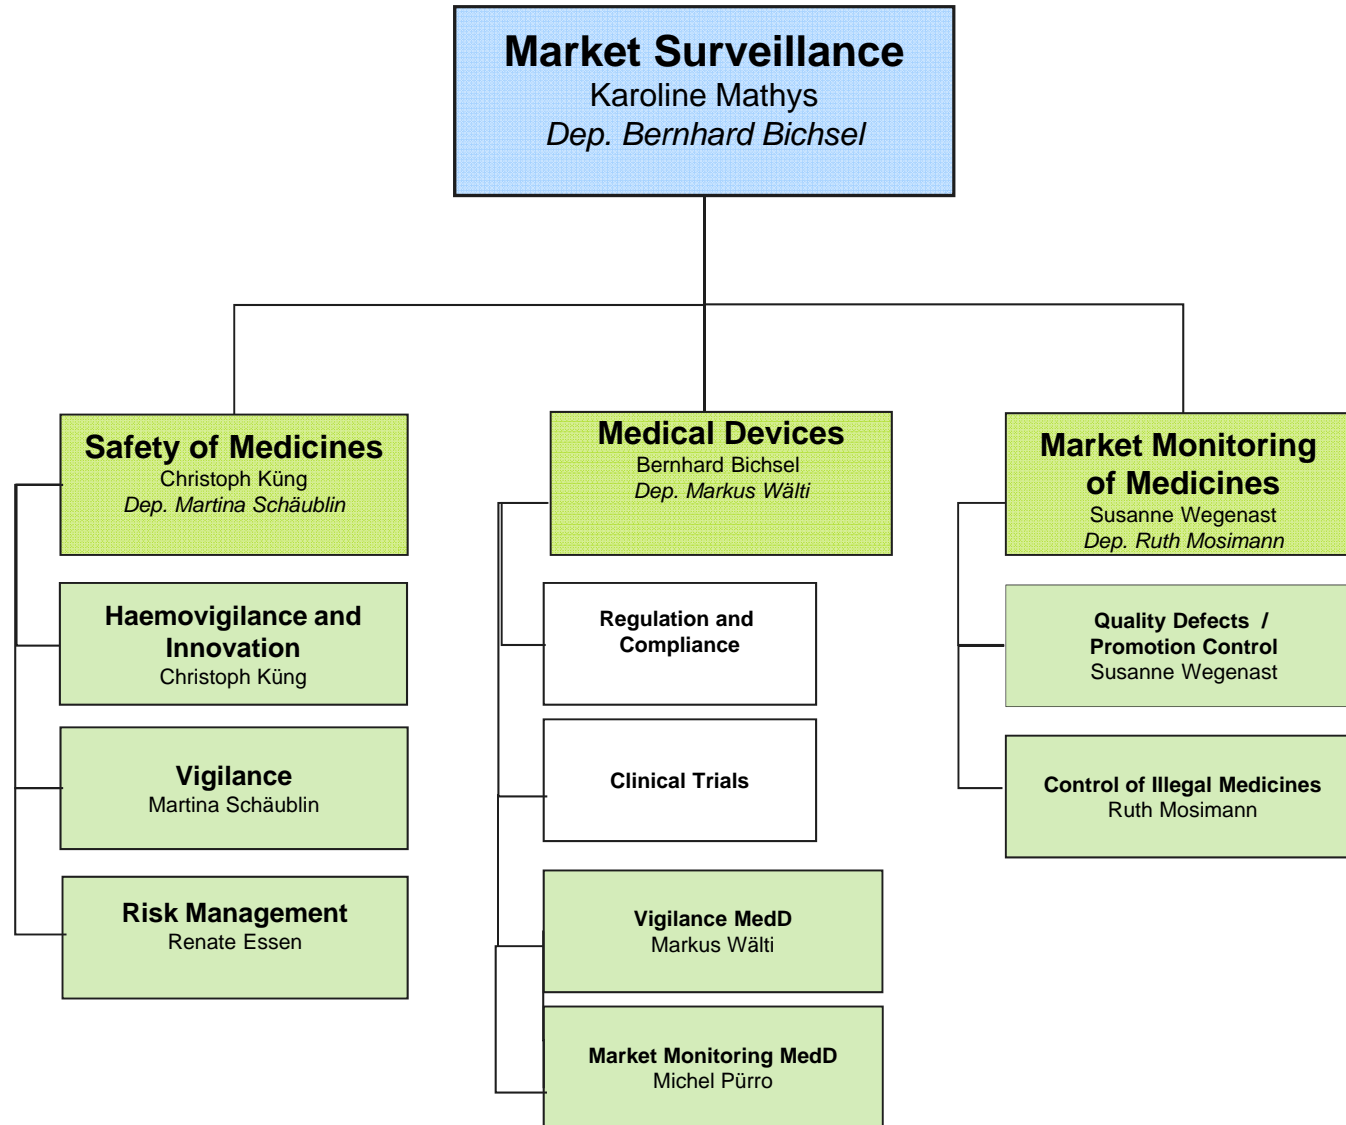 Market Surveillance
Karoline Mathys
Dep. Bernhard Bichsel
Safety of Medicines
Christoph Küng
Dep. Martina Schäublin
Haemovigilance and
Innovation
Christoph Küng
Vigilance
Martina Schäublin
Risk Management
Renate Essen
Medical Devices
Bernhard Bichsel
Dep. Markus Wälti
Regulation and
Compliance
Clinical Trials
Vigilance MedD
Markus Wälti
Market Monitoring MedD
Michel Pürro
Market Monitoring
of Medicines
Susanne Wegenast
Dep. Ruth Mosimann
Quality Defects /
Promotion Control
Susanne Wegenast
Control of Illegal Medicines
Ruth Mosimann